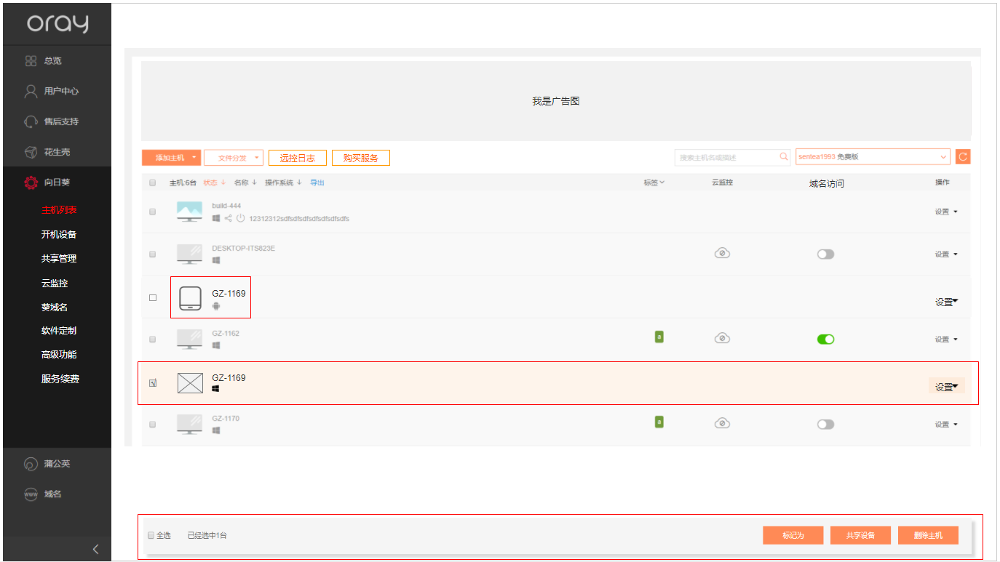 oray
总览
用户中心
售后支持
花生壳
向日葵
主机列表
开机设备
共享管理
云监控
葵域名
软件定制
高级功能
服务续费
蒲公英
www 域名
我是广告图
添加主机 文件分发 远控日志 购买服务 搜索主机名或描述 sentea1993 免费版
主机:6台 状态 ↓ 名称 ↓ 操作系统 ↓ 导出 标签 云监控 域名访问 操作
build-444
12312312sdfsdfsdfsdfsdfsdfsdfs 设置
DESKTOP-ITS823E
设置
GZ-1169
设置
GZ-1162
a 设置
GZ-1169
设置
GZ-1170
a 设置
全选 已经选中1台 标记为 共享设备 删除主机